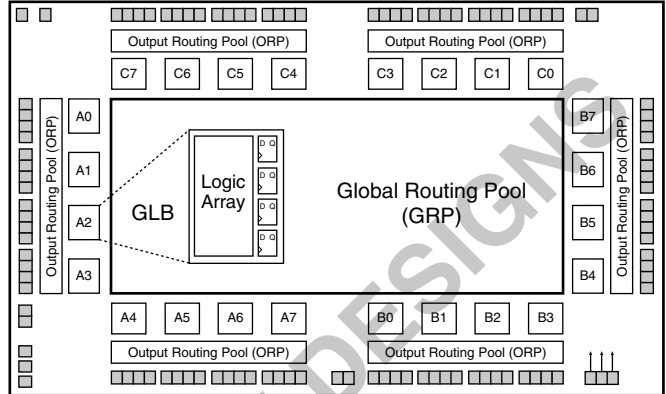 Output Routing Pool (ORP) Output Routing Pool (ORP)
C7 C6 C5 C4 C3 C2 C1 C0
Output Routing Pool (ORP)
A0
A1
A2
A3
GLB
Logic
Array
D Q
D Q
D Q
D Q
Global Routing Pool
(GRP)
B7
B6
B5
B4
Output Routing Pool (ORP)
A4 A5 A6 A7 B0 B1 B2 B3
Output Routing Pool (ORP) Output Routing Pool (ORP)
DESIGNS